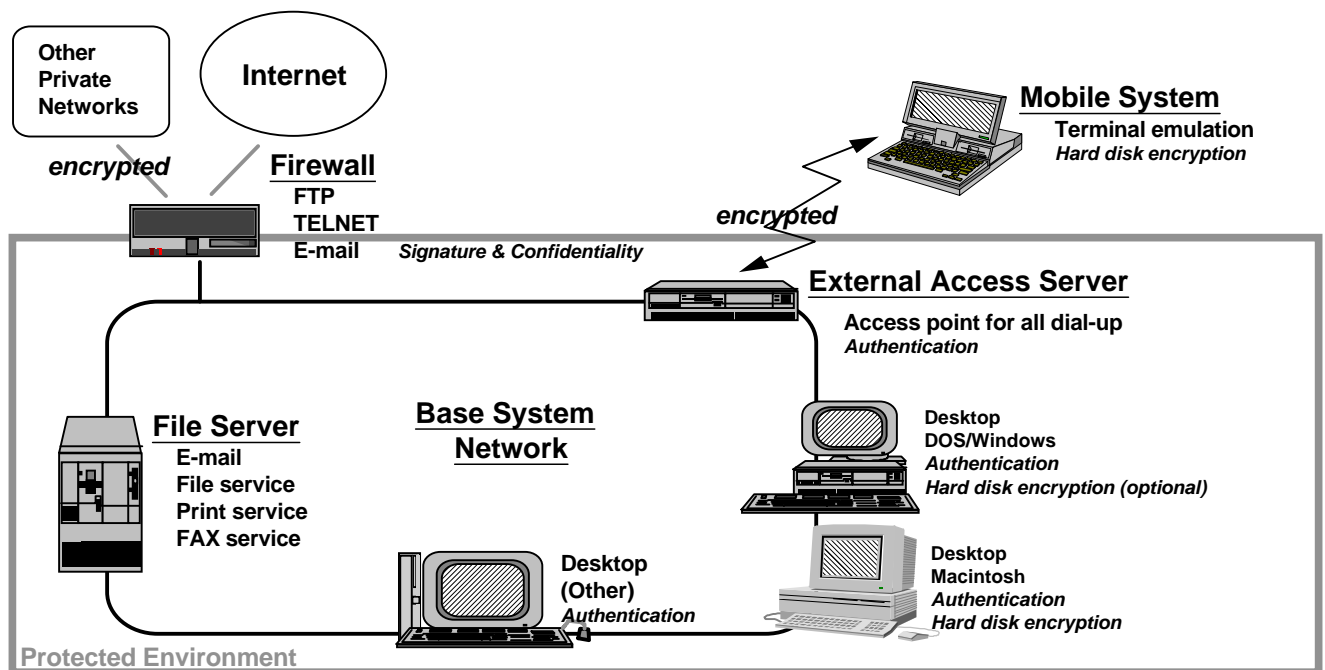 Other
Private
Networks
Internet
encrypted
Firewall
FTP
TELNET
E-mail
Signature & Confidentiality
Mobile System
Terminal emulation
Hard disk encryption
encrypted
External Access Server
Access point for all dial-up
Authentication
File Server
E-mail
File service
Print service
FAX service
Base System
Network
Desktop
DOS/Windows
Authentication
Hard disk encryption (optional)
Desktop
(Other)
Authentication
Desktop
Macintosh
Authentication
Hard disk encryption
Protected Environment